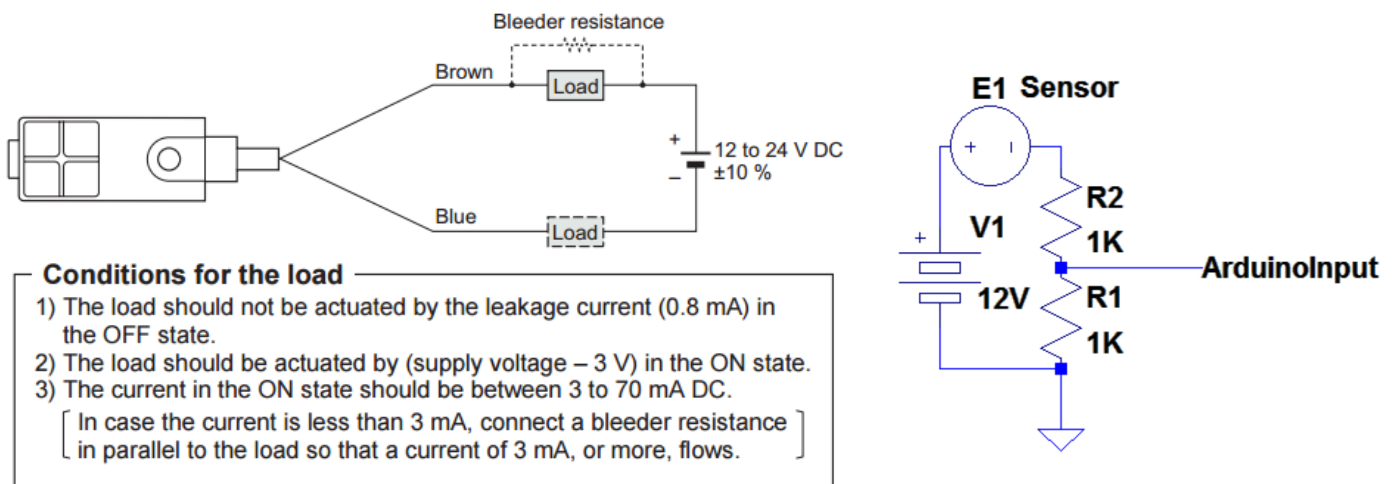 Bleeder resistance
Brown
Load
+
12 to 24 V DC
–
±10 %
Blue
Load
Conditions for the load
1) The load should not be actuated by the leakage current (0.8 mA) in
the OFF state.
2) The load should be actuated by (supply voltage – 3 V) in the ON state.
3) The current in the ON state should be between 3 to 70 mA DC.
In case the current is less than 3 mA, connect a bleeder resistance
in parallel to the load so that a current of 3 mA, or more, flows.
E1 Sensor
+
–
R2
1K
+
V1
12V
ArduinoInput
R1
1K